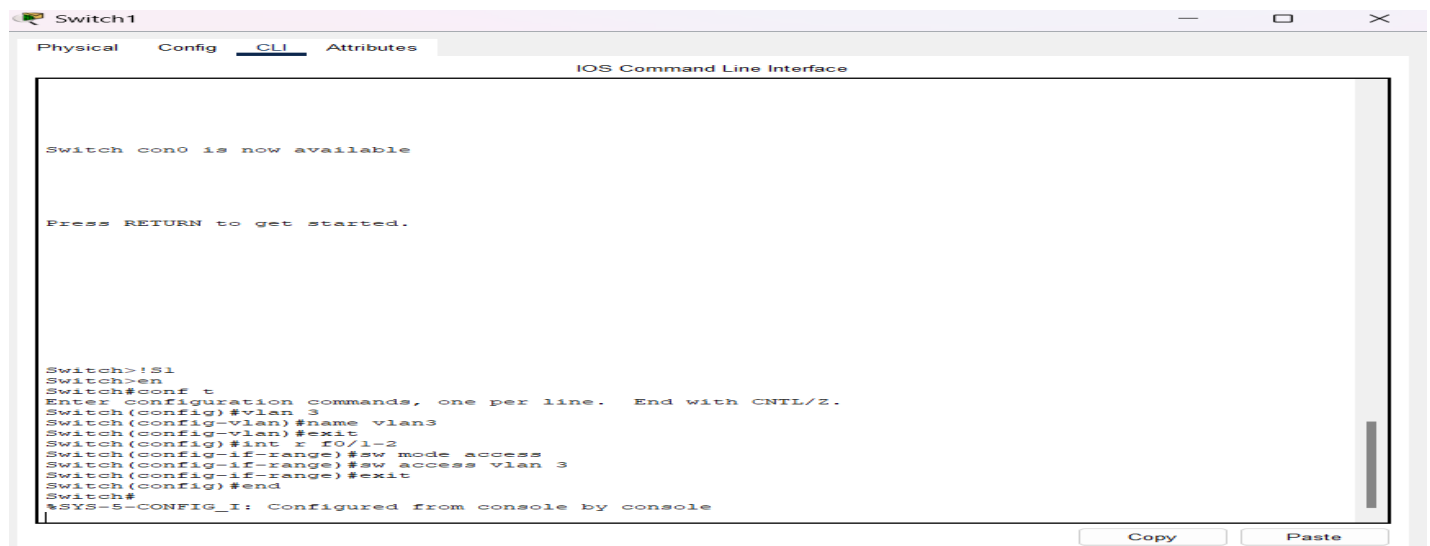 Switch1
Physical Config CLI Attributes
IOS Command Line Interface
Switch con0 is now available
Press RETURN to get started.
Switch>!S1
Switch>en
Switch#conf t
Enter configuration commands, one per line.  End with CNTL/Z.
Switch(config)#vlan 3
Switch(config-vlan)#name vlan3
Switch(config-vlan)#exit
Switch(config)#int r f0/1-2
Switch(config-if-range)#sw mode access
Switch(config-if-range)#sw access vlan 3
Switch(config-if-range)#exit
Switch(config)#end
Switch#
%SYS-5-CONFIG_I: Configured from console by console
Copy Paste